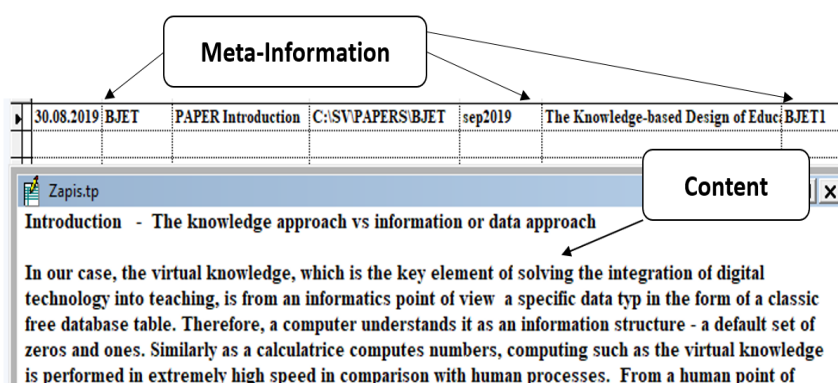 Meta-Information
30.08.2019 BJET PAPER Introduction C:\SV\PAPERS\BJET sep2019 The Knowledge-based Design of Educ BJET1
Zapis.tp
Content
Introduction - The knowledge approach vs information or data approach
In our case, the virtual knowledge, which is the key element of solving the integration of digital
technology into teaching, is from an informatics point of view a specific data typ in the form of a classic
free database table. Therefore, a computer understands it as an information structure - a default set of
zeros and ones. Similarly as a calculatrice computes numbers, computing such as the virtual knowledge
is performed in extremely high speed in comparison with human processes. From a human point of